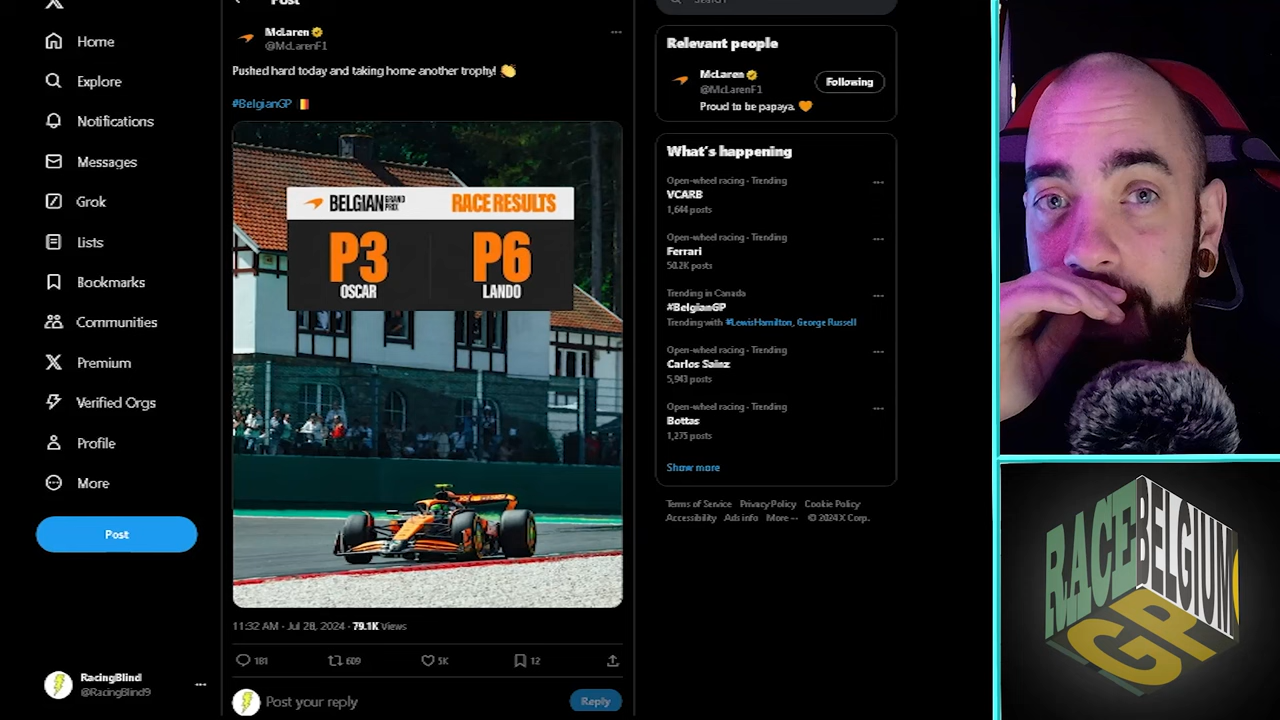 Home
Explore
Notifications
Messages
Grok
Lists
Bookmarks
Communities
Premium
Verified Orgs
Profile
More
Post
RacingBlind
@RacingBlind9
Post
McLaren
@McLarenF1
Pushed hard today and taking home another trophy! 👏
#BelgianGP 🇧🇪
BELGIAN GRAND PRIX
RACE RESULTS
P3
OSCAR
P6
LANDO
11:32 AM · Jul 28, 2024 · 79.1K Views
181
609
5K
12
Post your reply
Reply
Search
Relevant people
McLaren
@McLarenF1
Following
Proud to be papaya. 🧡
What's happening
Open-wheel racing · Trending
VCARB
1,644 posts
Open-wheel racing · Trending
Ferrari
50.2K posts
Trending in Canada
#BelgianGP
Trending with #LewisHamilton, George Russell
Open-wheel racing · Trending
Carlos Sainz
5,943 posts
Open-wheel racing · Trending
Bottas
1,275 posts
Show more
Terms of Service Privacy Policy Cookie Policy
Accessibility Ads info More ··· © 2024 X Corp.
RACE
BELGIUM
GP